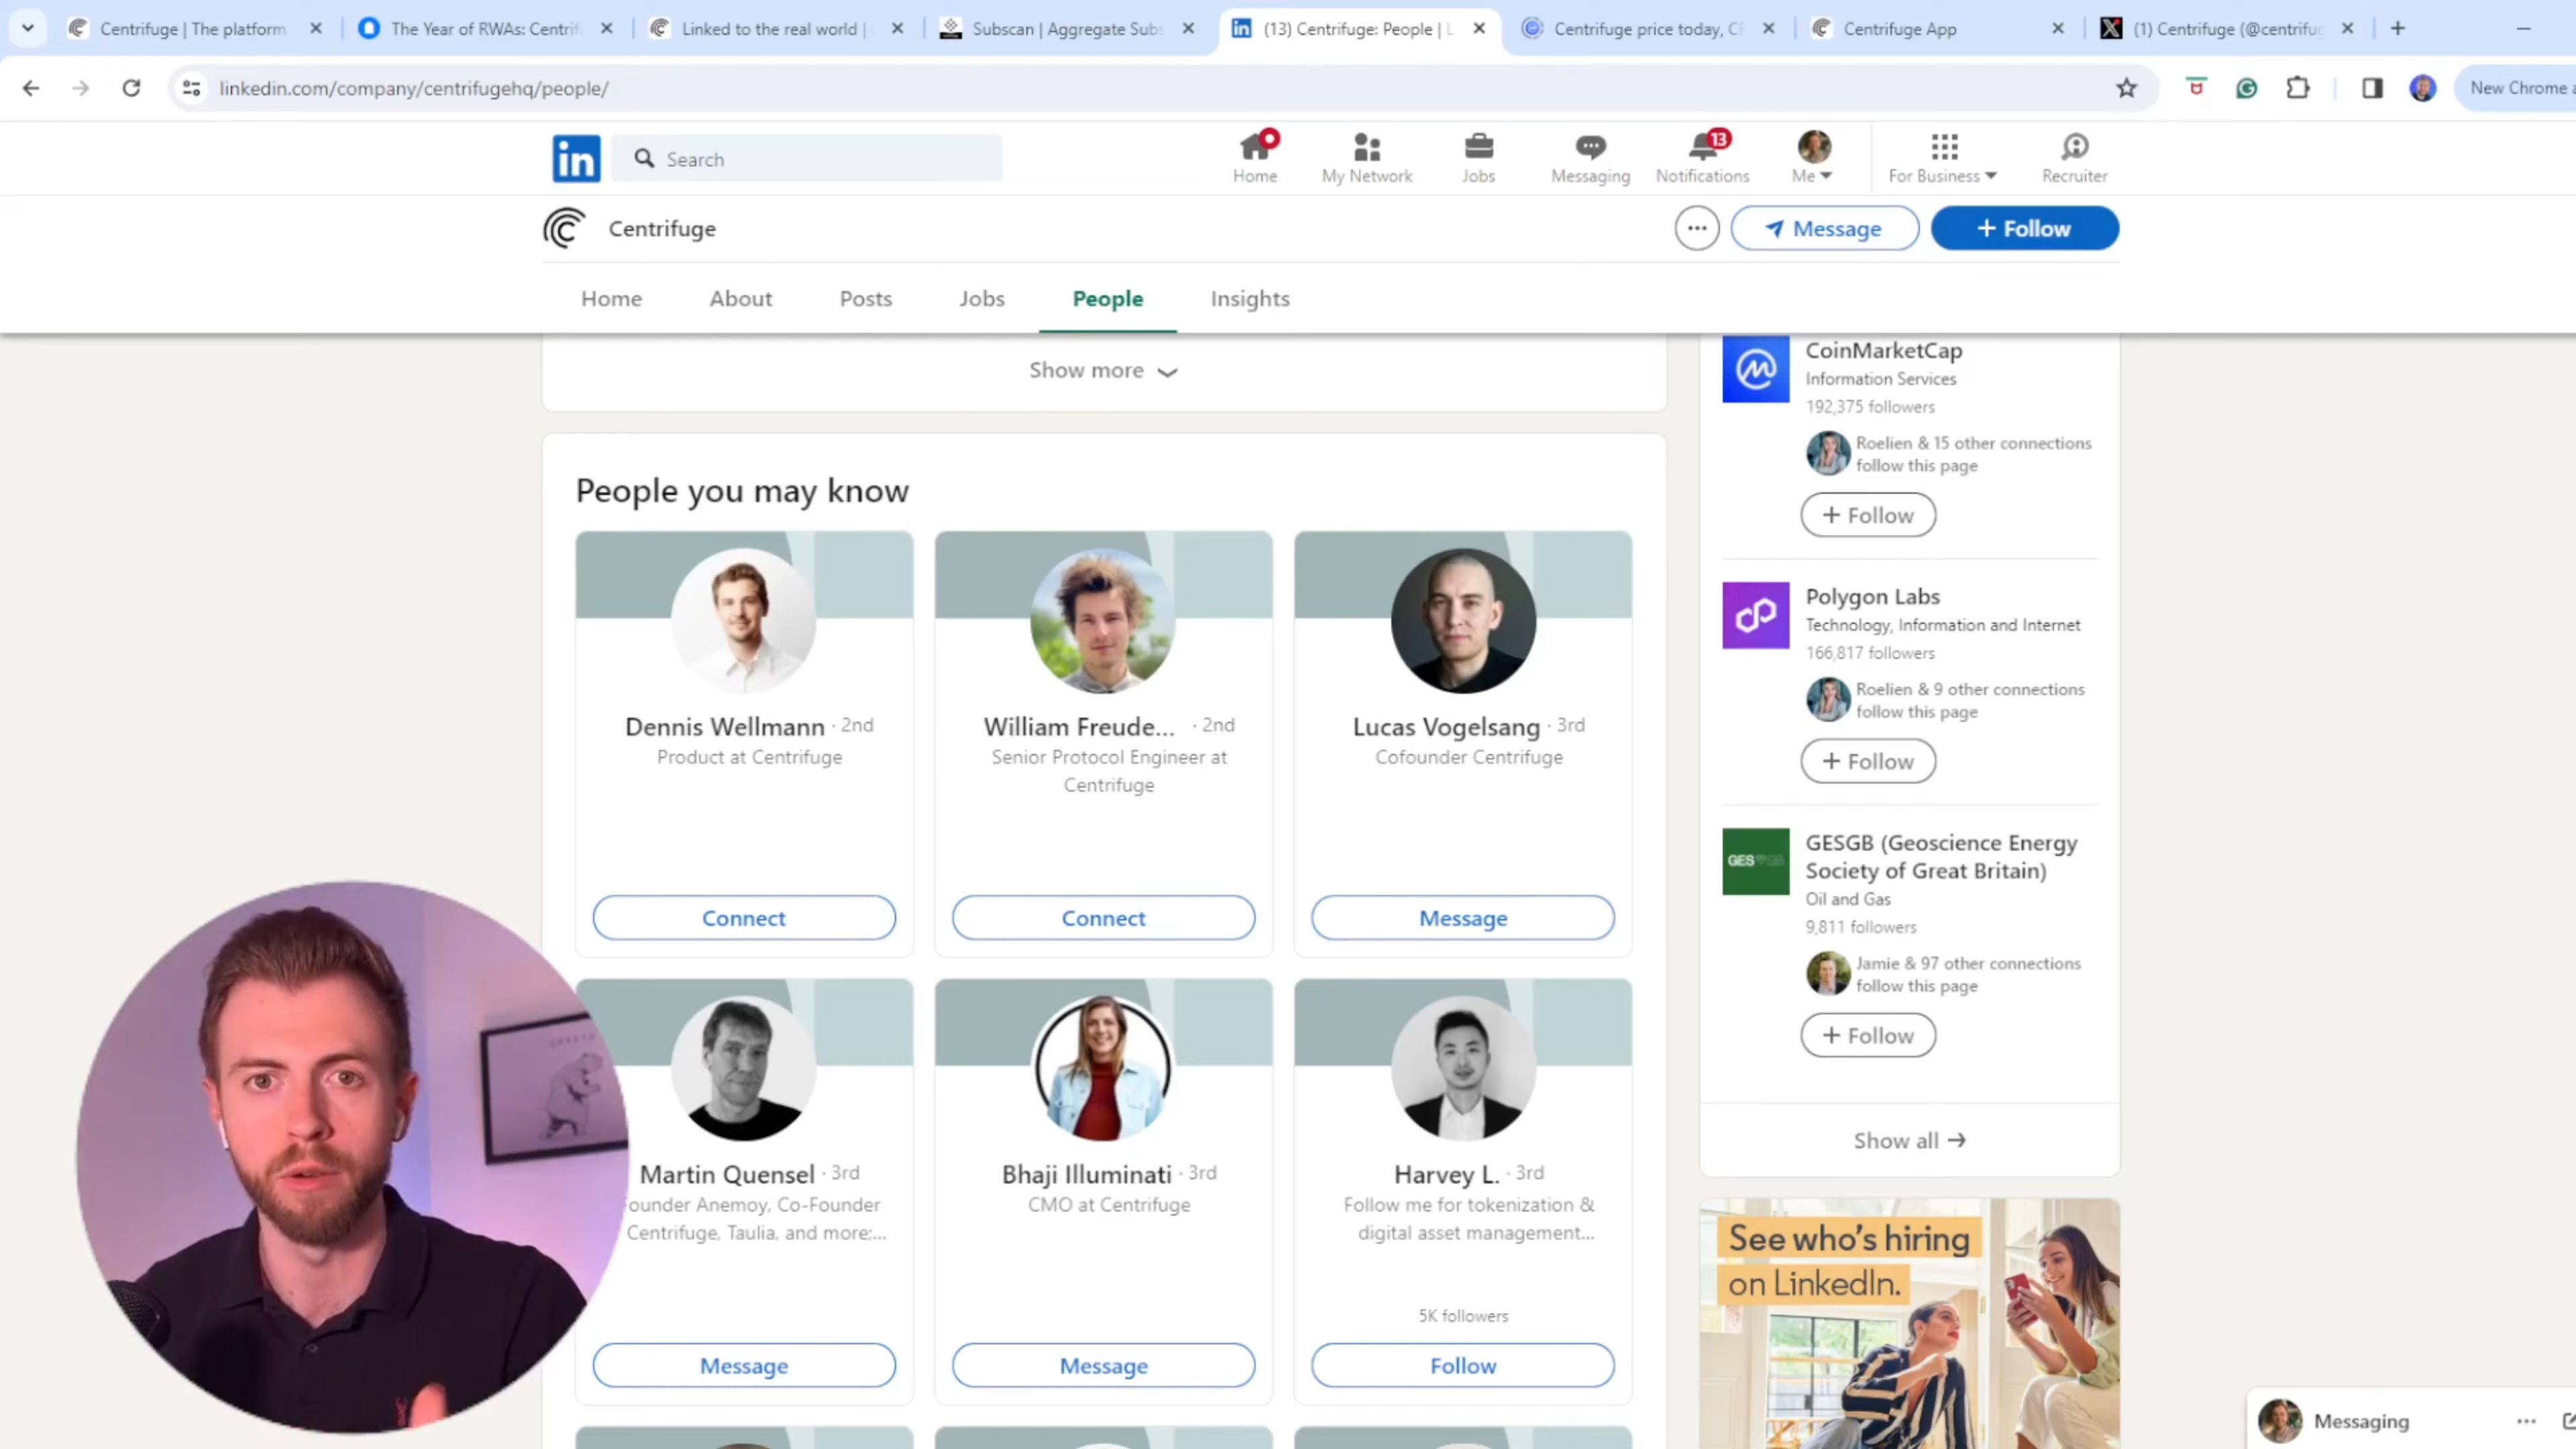 Centrifuge | The platform
The Year of RWAs: Centrif
Linked to the real world |
Subscan | Aggregate Subs
(13) Centrifuge: People | L
Centrifuge price today, CF
Centrifuge App
(1) Centrifuge (@centrifug
linkedin.com/company/centrifugehq/people/
New Chrome a
in
Search
Home
My Network
Jobs
Messaging
13
Notifications
Me
For Business
Recruiter
Centrifuge
Message
+ Follow
Home
About
Posts
Jobs
People
Insights
Show more
People you may know
Dennis Wellmann · 2nd
Product at Centrifuge
Connect
William Freude... · 2nd
Senior Protocol Engineer at
Centrifuge
Connect
Lucas Vogelsang · 3rd
Cofounder Centrifuge
Message
Martin Quensel · 3rd
ounder Anemoy, Co-Founder
Centrifuge, Taulia, and more;...
Message
Bhaji Illuminati · 3rd
CMO at Centrifuge
Message
Harvey L. · 3rd
Follow me for tokenization &
digital asset management...
5K followers
Follow
CoinMarketCap
Information Services
192,375 followers
Roelien & 15 other connections
follow this page
+ Follow
Polygon Labs
Technology, Information and Internet
166,817 followers
Roelien & 9 other connections
follow this page
+ Follow
GESGB (Geoscience Energy
Society of Great Britain)
Oil and Gas
9,811 followers
Jamie & 97 other connections
follow this page
+ Follow
Show all →
See who's hiring
on LinkedIn.
Messaging